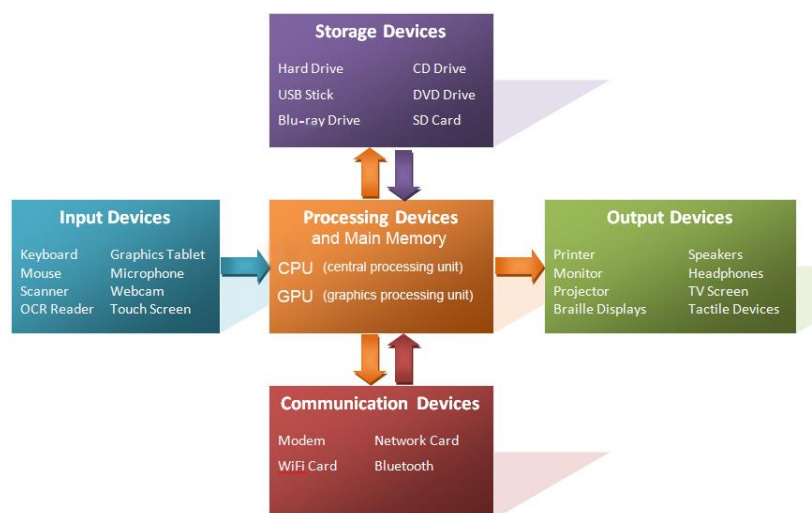 Storage Devices
Hard Drive CD Drive
USB Stick DVD Drive
Blu-ray Drive SD Card
Input Devices
Keyboard Graphics Tablet
Mouse Microphone
Scanner Webcam
OCR Reader Touch Screen
Processing Devices
and Main Memory
CPU (central processing unit)
GPU (graphics processing unit)
Output Devices
Printer Speakers
Monitor Headphones
Projector TV Screen
Braille Displays Tactile Devices
Communication Devices
Modem Network Card
WiFi Card Bluetooth